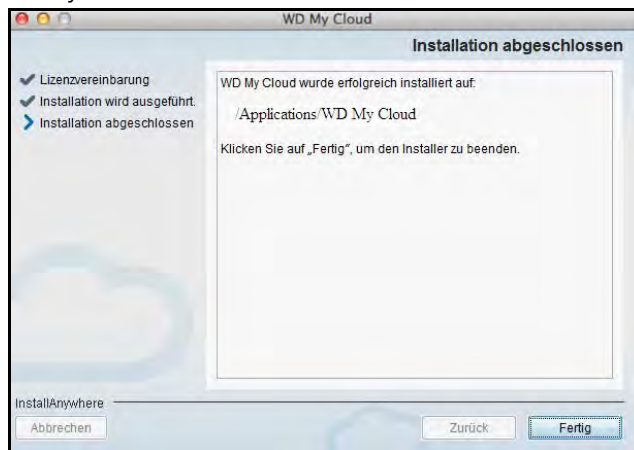 WD My Cloud
Installation abgeschlossen
Lizenzvereinbarung
Installation wird ausgeführt.
Installation abgeschlossen
WD My Cloud wurde erfolgreich installiert auf:
/Applications/WD My Cloud
Klicken Sie auf „Fertig“, um den Installer zu beenden.
InstallAnywhere
Abbrechen
Zurück
Fertig